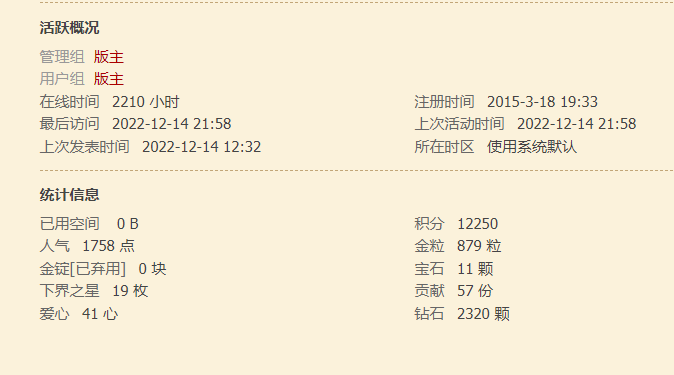 活跃概况
管理组 版主
用户组 版主
在线时间 2210 小时 注册时间 2015-3-18 19:33
最后访问 2022-12-14 21:58 上次活动时间 2022-12-14 21:58
上次发表时间 2022-12-14 12:32 所在时区 使用系统默认
统计信息
已用空间 0 B 积分 12250
人气 1758 点 金粒 879 粒
金锭[已弃用] 0 块 宝石 11 颗
下界之星 19 枚 贡献 57 份
爱心 41 心 钻石 2320 颗